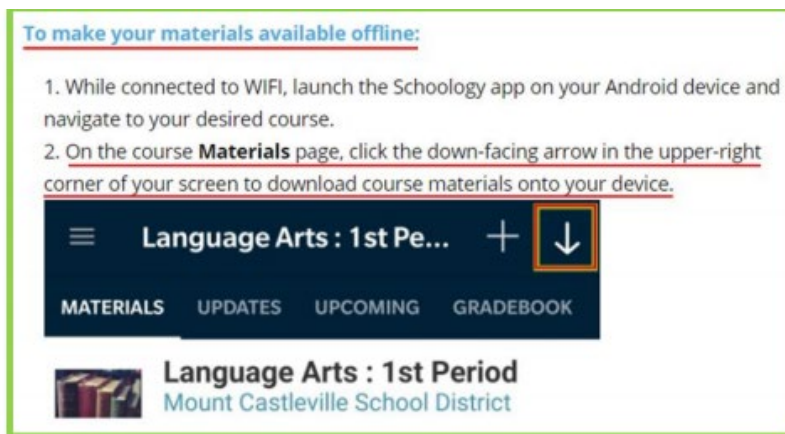 To make your materials available offline:
1. While connected to WIFI, launch the Schoology app on your Android device and
navigate to your desired course.
2. On the course Materials page, click the down-facing arrow in the upper-right
corner of your screen to download course materials onto your device.
Language Arts : 1st Pe...
MATERIALS UPDATES UPCOMING GRADEBOOK
Language Arts : 1st Period
Mount Castleville School District